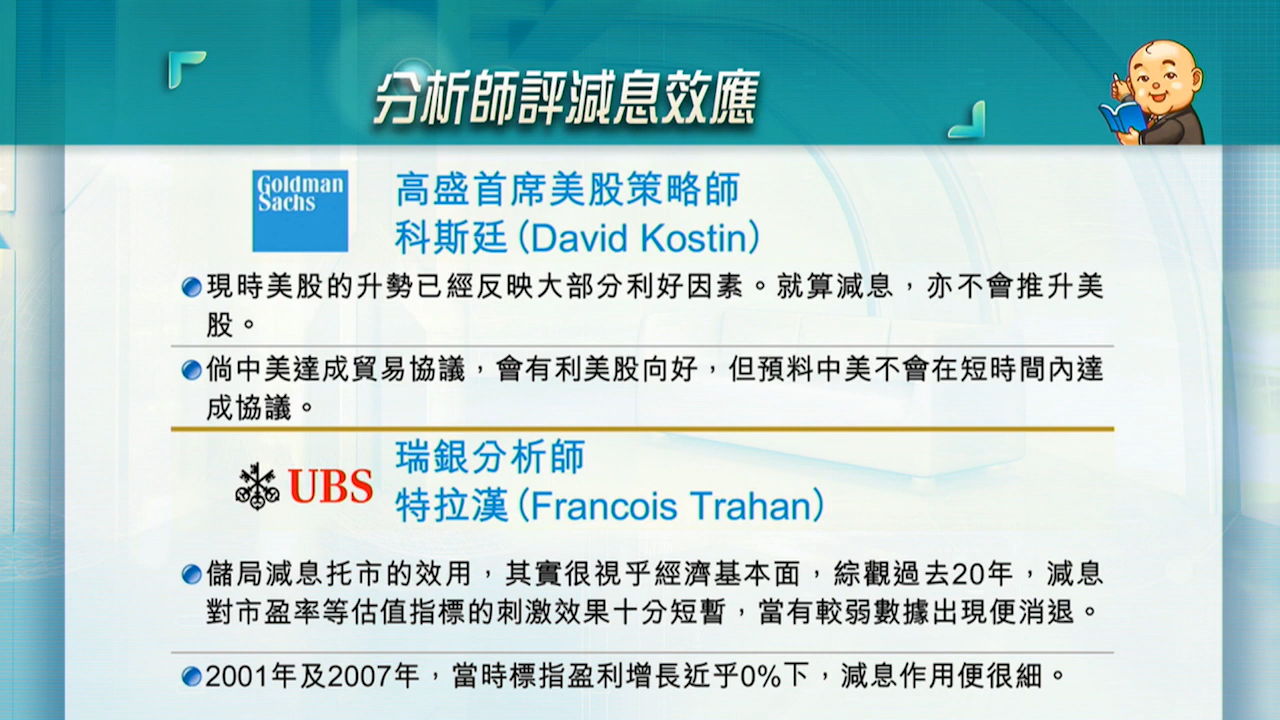 分析師評減息效應
Goldman
Sachs
高盛首席美股策略師
科斯廷(David Kostin)
現時美股的升勢已經反映大部分利好因素。就算減息，亦不會推升美
股。
倘中美達成貿易協議，會有利美股向好，但預料中美不會在短時間內達
成協議。
UBS
瑞銀分析師
特拉漢(Francois Trahan)
儲局減息托市的效用，其實很視乎經濟基本面，綜觀過去20年，減息
對市盈率等估值指標的刺激效果十分短暫，當有較弱數據出現便消退。
2001年及2007年，當時標指盈利增長近乎0%下，減息作用便很細。